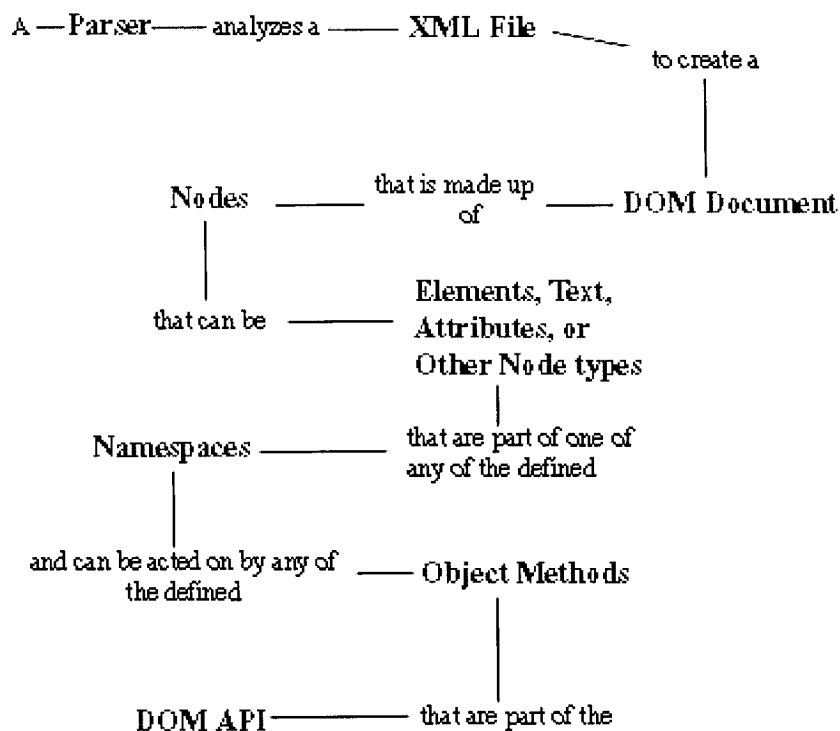 A Parser analyzes a XML File
to create a
Nodes that is made up of DOM Document
that can be Elements, Text,
Attributes, or
Other Node types
Namespaces that are part of one of
any of the defined
and can be acted on by any of
the defined
Object Methods
DOM API that are part of the